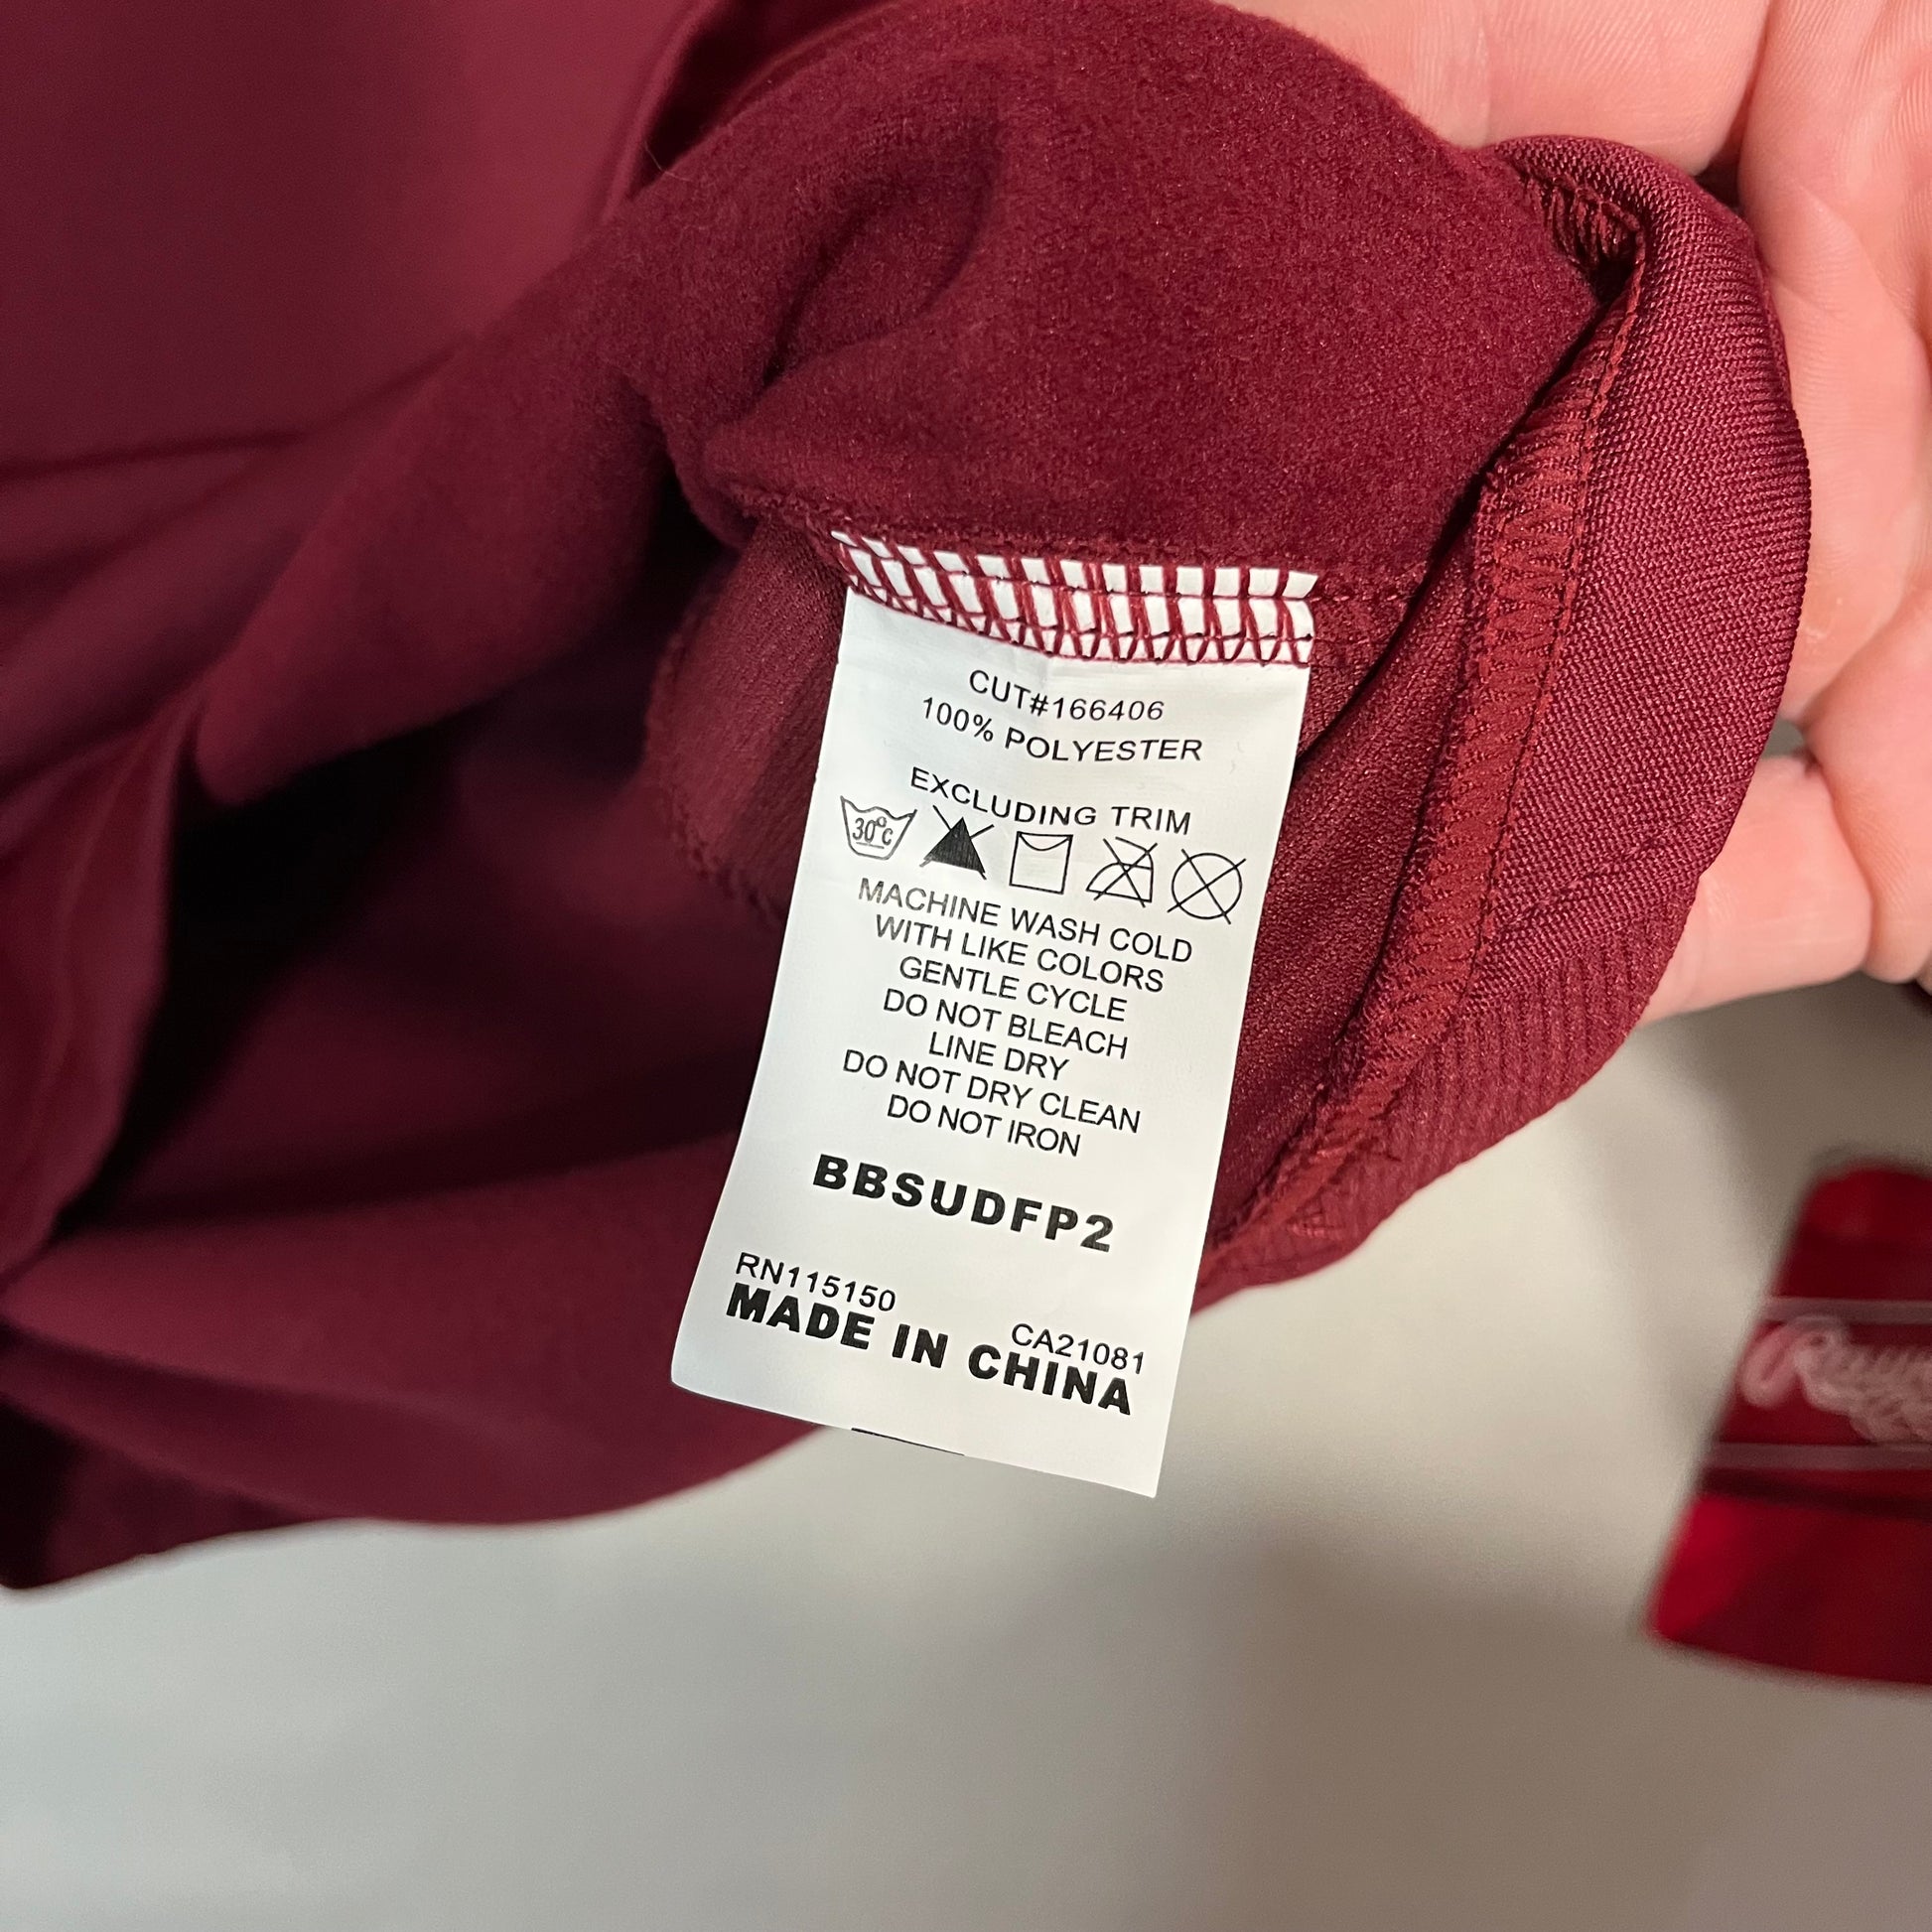 CUT#166406
100% POLYESTER
EXCLUDING TRIM
30°C
MACHINE WASH COLD
WITH LIKE COLORS
GENTLE CYCLE
DO NOT BLEACH
LINE DRY
DO NOT DRY CLEAN
DO NOT IRON
BBSUDFP2
RN115150
CA21081
MADE IN CHINA